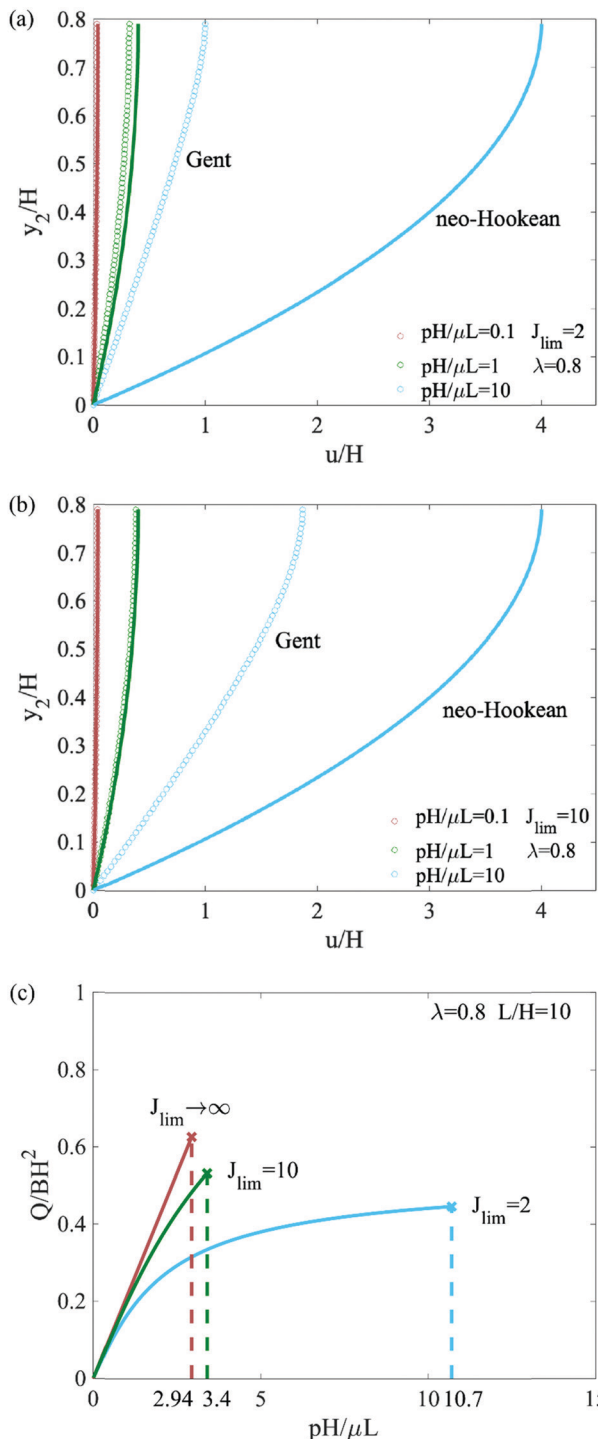 (a)
0.8
0.7
0.6
0.5
0.4
0.3
0.2
0.1
0
y₂/H
Gent
neo-Hookean
pH/μL=0.1 J_lim=2
pH/μL=1 λ=0.8
pH/μL=10
0 1 2 3 4
u/H
(b)
0.8
0.7
0.6
0.5
0.4
0.3
0.2
0.1
0
y₂/H
Gent
neo-Hookean
pH/μL=0.1 J_lim=10
pH/μL=1 λ=0.8
pH/μL=10
0 1 2 3 4
u/H
(c)
1
0.8
0.6
0.4
0.2
0
Q/BH²
λ=0.8 L/H=10
J_lim→∞
J_lim=10
J_lim=2
0 2.94 3.4 5 10 10.7
pH/μL